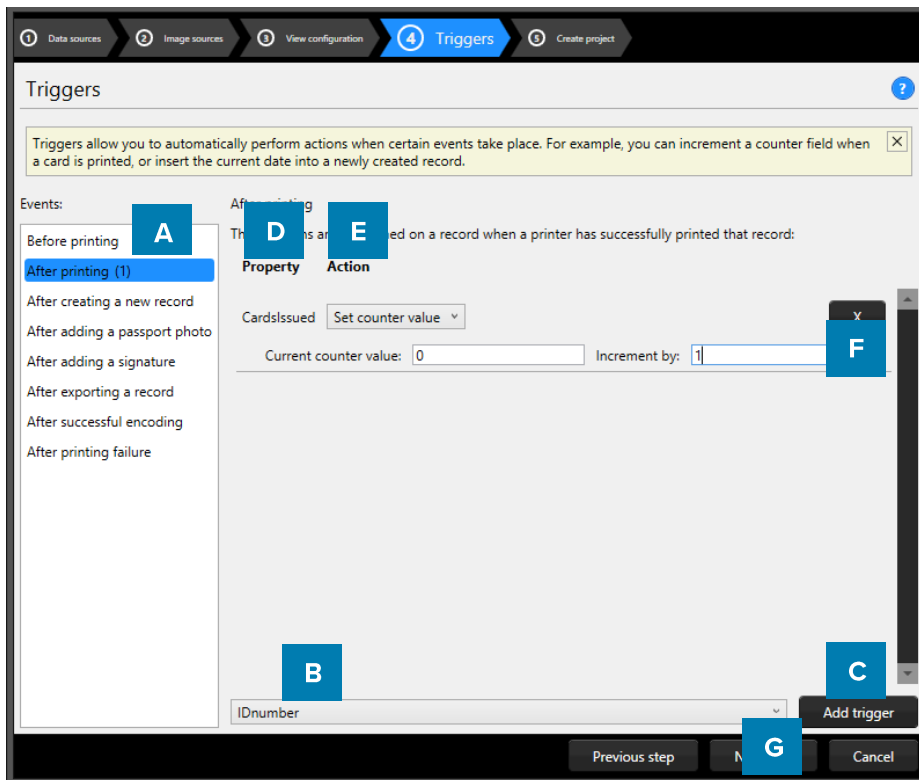 1 Data sources 2 Image sources 3 View configuration 4 Triggers 5 Create project
Triggers ?
Triggers allow you to automatically perform actions when certain events take place. For example, you can increment a counter field when X
a card is printed, or insert the current date into a newly created record.
Events:
A
Before printing
After printing (1)
After creating a new record
After adding a passport photo
After adding a signature
After exporting a record
After successful encoding
After printing failure
D E
on a record when a printer has successfully printed that record:
Property Action
CardsIssued Set counter value X
Current counter value: 0 Increment by: 1 F
B C
IDnumber Add trigger
Previous step G Cancel